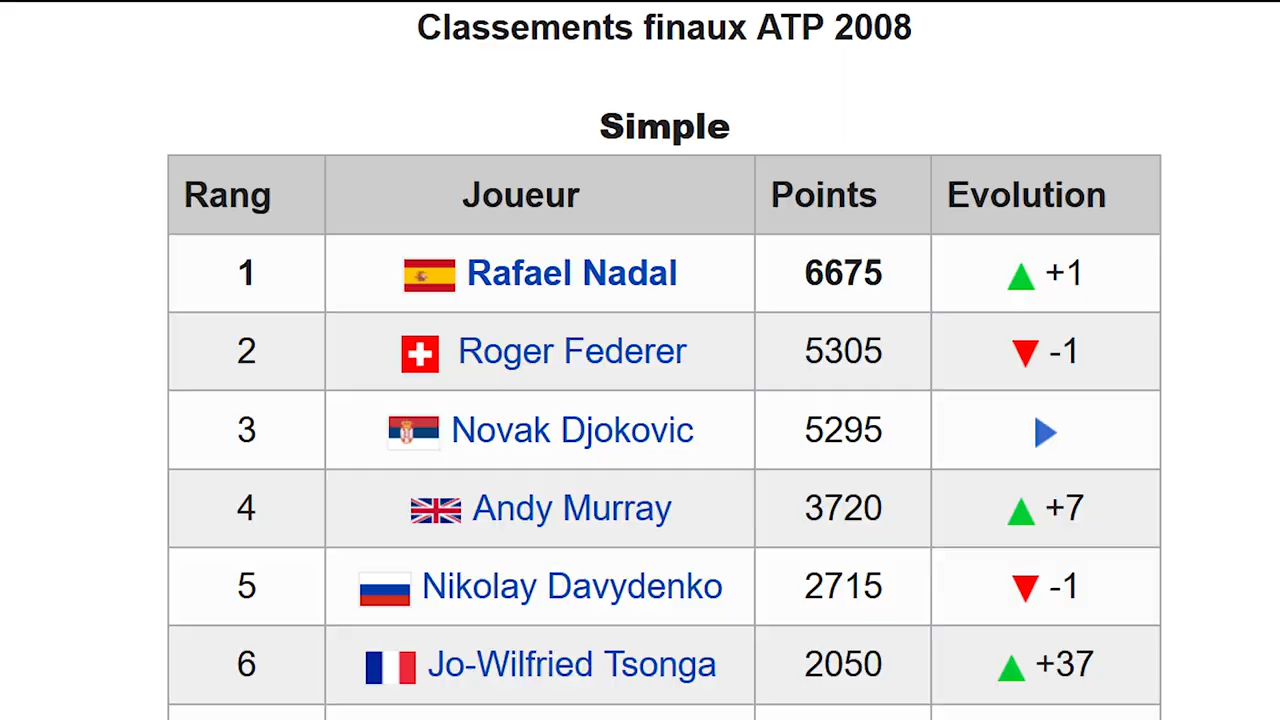 Classements finaux ATP 2008
Simple
Rang Joueur Points Evolution
1 Rafael Nadal 6675 +1
2 Roger Federer 5305 -1
3 Novak Djokovic 5295
4 Andy Murray 3720 +7
5 Nikolay Davydenko 2715 -1
6 Jo-Wilfried Tsonga 2050 +37